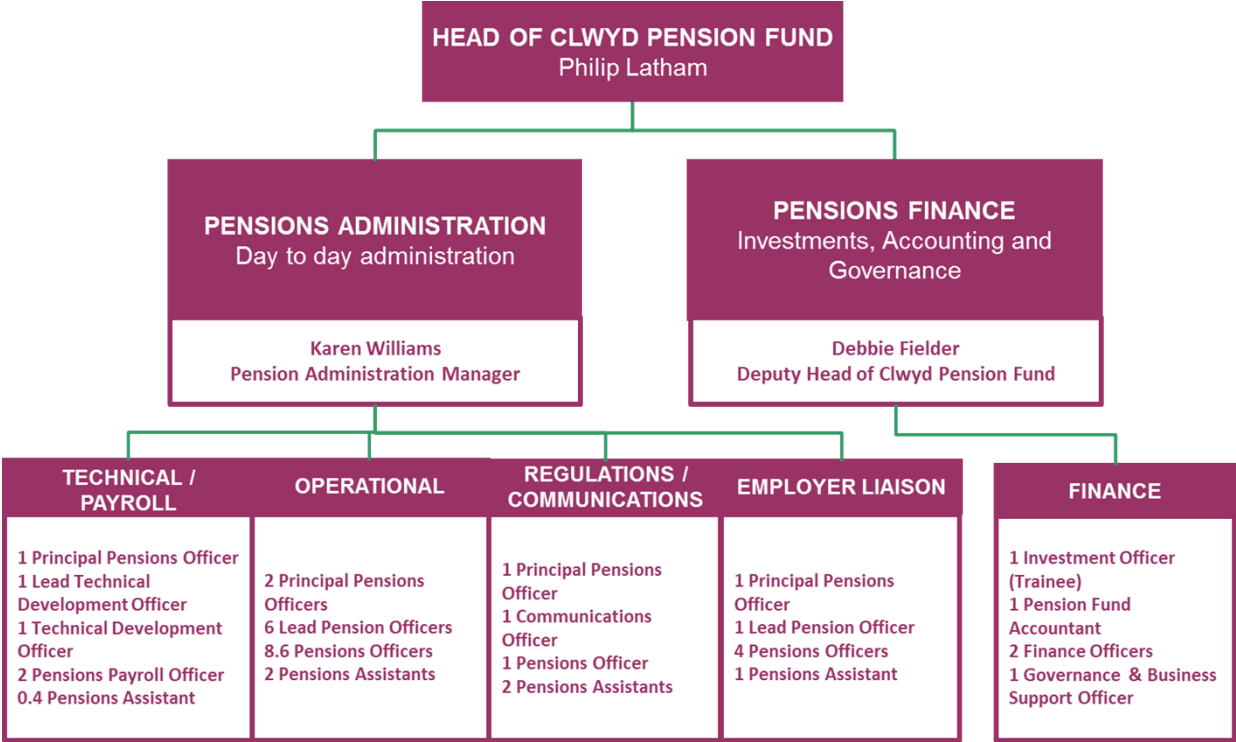 HEAD OF CLWYD PENSION FUND
Philip Latham
PENSIONS ADMINISTRATION
Day to day administration
Karen Williams
Pension Administration Manager
PENSIONS FINANCE
Investments, Accounting and
Governance
Debbie Fielder
Deputy Head of Clwyd Pension Fund
TECHNICAL /
PAYROLL
1 Principal Pensions Officer
1 Lead Technical
Development Officer
1 Technical Development
Officer
2 Pensions Payroll Officer
0.4 Pensions Assistant
OPERATIONAL
2 Principal Pensions
Officers
6 Lead Pension Officers
8.6 Pensions Officers
2 Pensions Assistants
REGULATIONS /
COMMUNICATIONS
1 Principal Pensions
Officer
1 Communications
Officer
1 Pensions Officer
2 Pensions Assistants
EMPLOYER LIAISON
1 Principal Pensions
Officer
1 Lead Pension Officer
4 Pensions Officers
1 Pensions Assistant
FINANCE
1 Investment Officer
(Trainee)
1 Pension Fund
Accountant
2 Finance Officers
1 Governance & Business
Support Officer